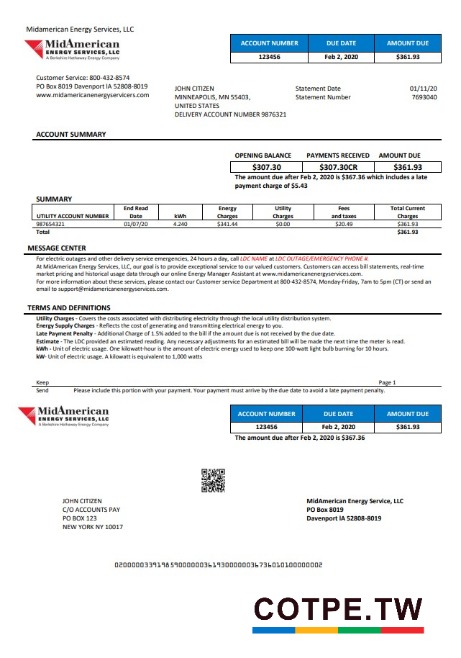 Midamerican Energy Services, LLC
MidAmerican
ENERGY SERVICES, LLC
A Berkshire Hathaway Energy Company
ACCOUNT NUMBER DUE DATE AMOUNT DUE
123456 Feb 2, 2020 $361.93
Customer Service: 800-432-8574
PO Box 8019 Davenport IA 52808-8019
www.midamericanenergyservicers.com
JOHN CITIZEN
MINNEAPOLIS, MN 55403,
UNITED STATES
DELIVERY ACCOUNT NUMBER 9876321
Statement Date 01/11/20
Statement Number 7693040
ACCOUNT SUMMARY
OPENING BALANCE PAYMENTS RECEIVED AMOUNT DUE
$307.30 $307.30CR $361.93
The amount due after Feb 2, 2020 is $367.36 which includes a late
payment charge of $5.43
SUMMARY
UTILITY ACCOUNT NUMBER End Read Date kWh Energy Charges Utility Charges Fees and taxes Total Current Charges
987654321 01/07/20 4.240 $341.44 $0.00 $20.49 $361.93
Total $361.93
MESSAGE CENTER
For electric outages and other delivery service emergencies, 24 hours a day, call LDC NAME at LDC OUTAGE/EMERGENCY PHONE #.
At MidAmerican Energy Services, LLC, our goal is to provide exceptional service to our valued customers. Customers can access bill statements, real-time
market pricing and historical usage data through our online Energy Manager Assistant at www.midamericanenergyservices.com.
For more information about these services, please contact our Customer Service Department at 800-432-8574, Monday-Friday, 7am to 5pm (CT) or send an
email to support@midamericanenergyservices.com.
TERMS AND DEFINITIONS
Utility Charges - Covers the costs associated with distributing electricity through the local utility distribution system.
Energy Supply Charges - Reflects the cost of generating and transmitting electrical energy to you.
Late Payment Penalty - Additional Charge of 1.5% added to the bill if the amount due is not received by the due date.
Estimate - The LDC provided an estimated reading. Any necessary adjustments for an estimated bill will be made the next time the meter is read.
kWh - Unit of electricity usage. One kilowatt-hour is the amount of electric energy used to keep one 100 watt light bulb burning for 10 hours.
kW- Unit of electric usage. A kilowatt is equivalent to 1,000 watts
Keep Page 1
Send Please include this portion with your payment. Your payment must arrive by the due date to avoid a late payment penalty.
MidAmerican
ENERGY SERVICES, LLC
A Berkshire Hathaway Energy Company
ACCOUNT NUMBER DUE DATE AMOUNT DUE
123456 Feb 2, 2020 $361.93
The amount due after Feb 2, 2020 is $367.36
JOHN CITIZEN
C/O ACCOUNTS PAY
PO BOX 123
NEW YORK NY 10017
MidAmerican Energy Service, LLC
PO Box 8019
Davenport IA 52808-8019
COTPE.TW